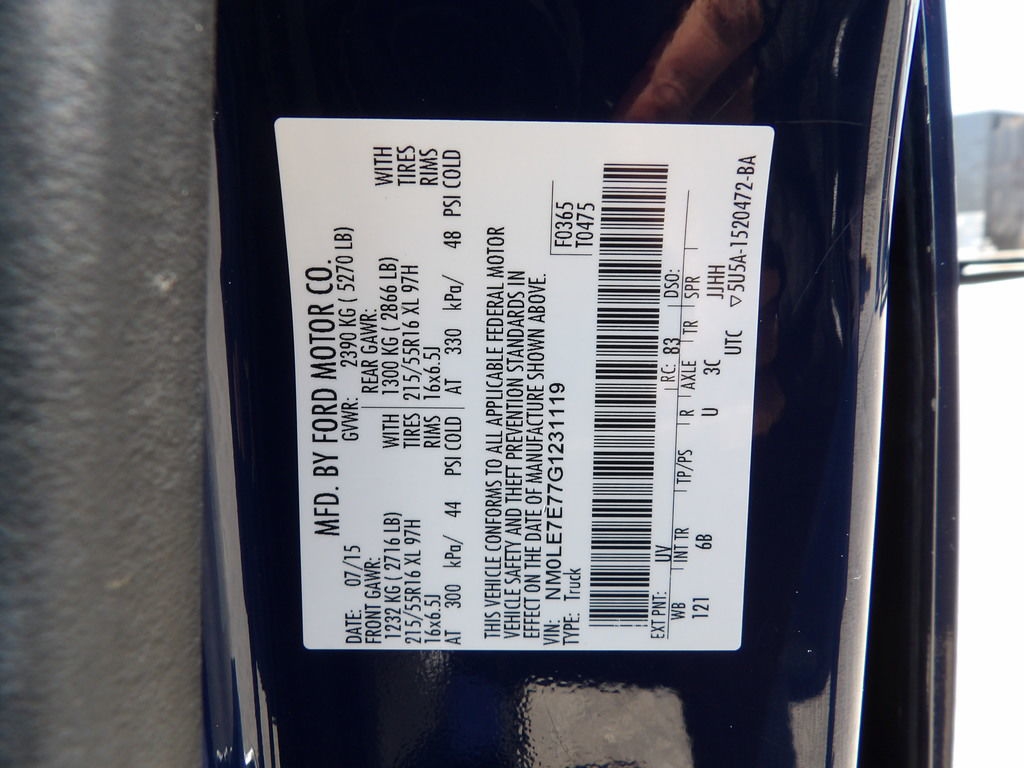 MFD. BY FORD MOTOR CO.
DATE: 07/15 GVWR: 2390 KG ( 5270 LB)
FRONT GAWR: REAR GAWR:
1232 KG ( 2716 LB) WITH 1300 KG ( 2866 LB) WITH
215/55R16 XL 97H TIRES 215/55R16 XL 97H TIRES
16x6.5J RIMS 16x6.5J RIMS
AT 300 kPa/ 44 PSI COLD AT 330 kPa/ 48 PSI COLD
THIS VEHICLE CONFORMS TO ALL APPLICABLE FEDERAL MOTOR
VEHICLE SAFETY AND THEFT PREVENTION STANDARDS IN
EFFECT ON THE DATE OF MANUFACTURE SHOWN ABOVE.
VIN: NM0LE7E77G1231119 F0365
TYPE: Truck T0475
EXT PNT: UV RC: 83 DSO:
WB INT TR TP/PS R AXLE TR SPR
121 6B U 3C JJHH
UTC ▽5U5A-1520472-BA